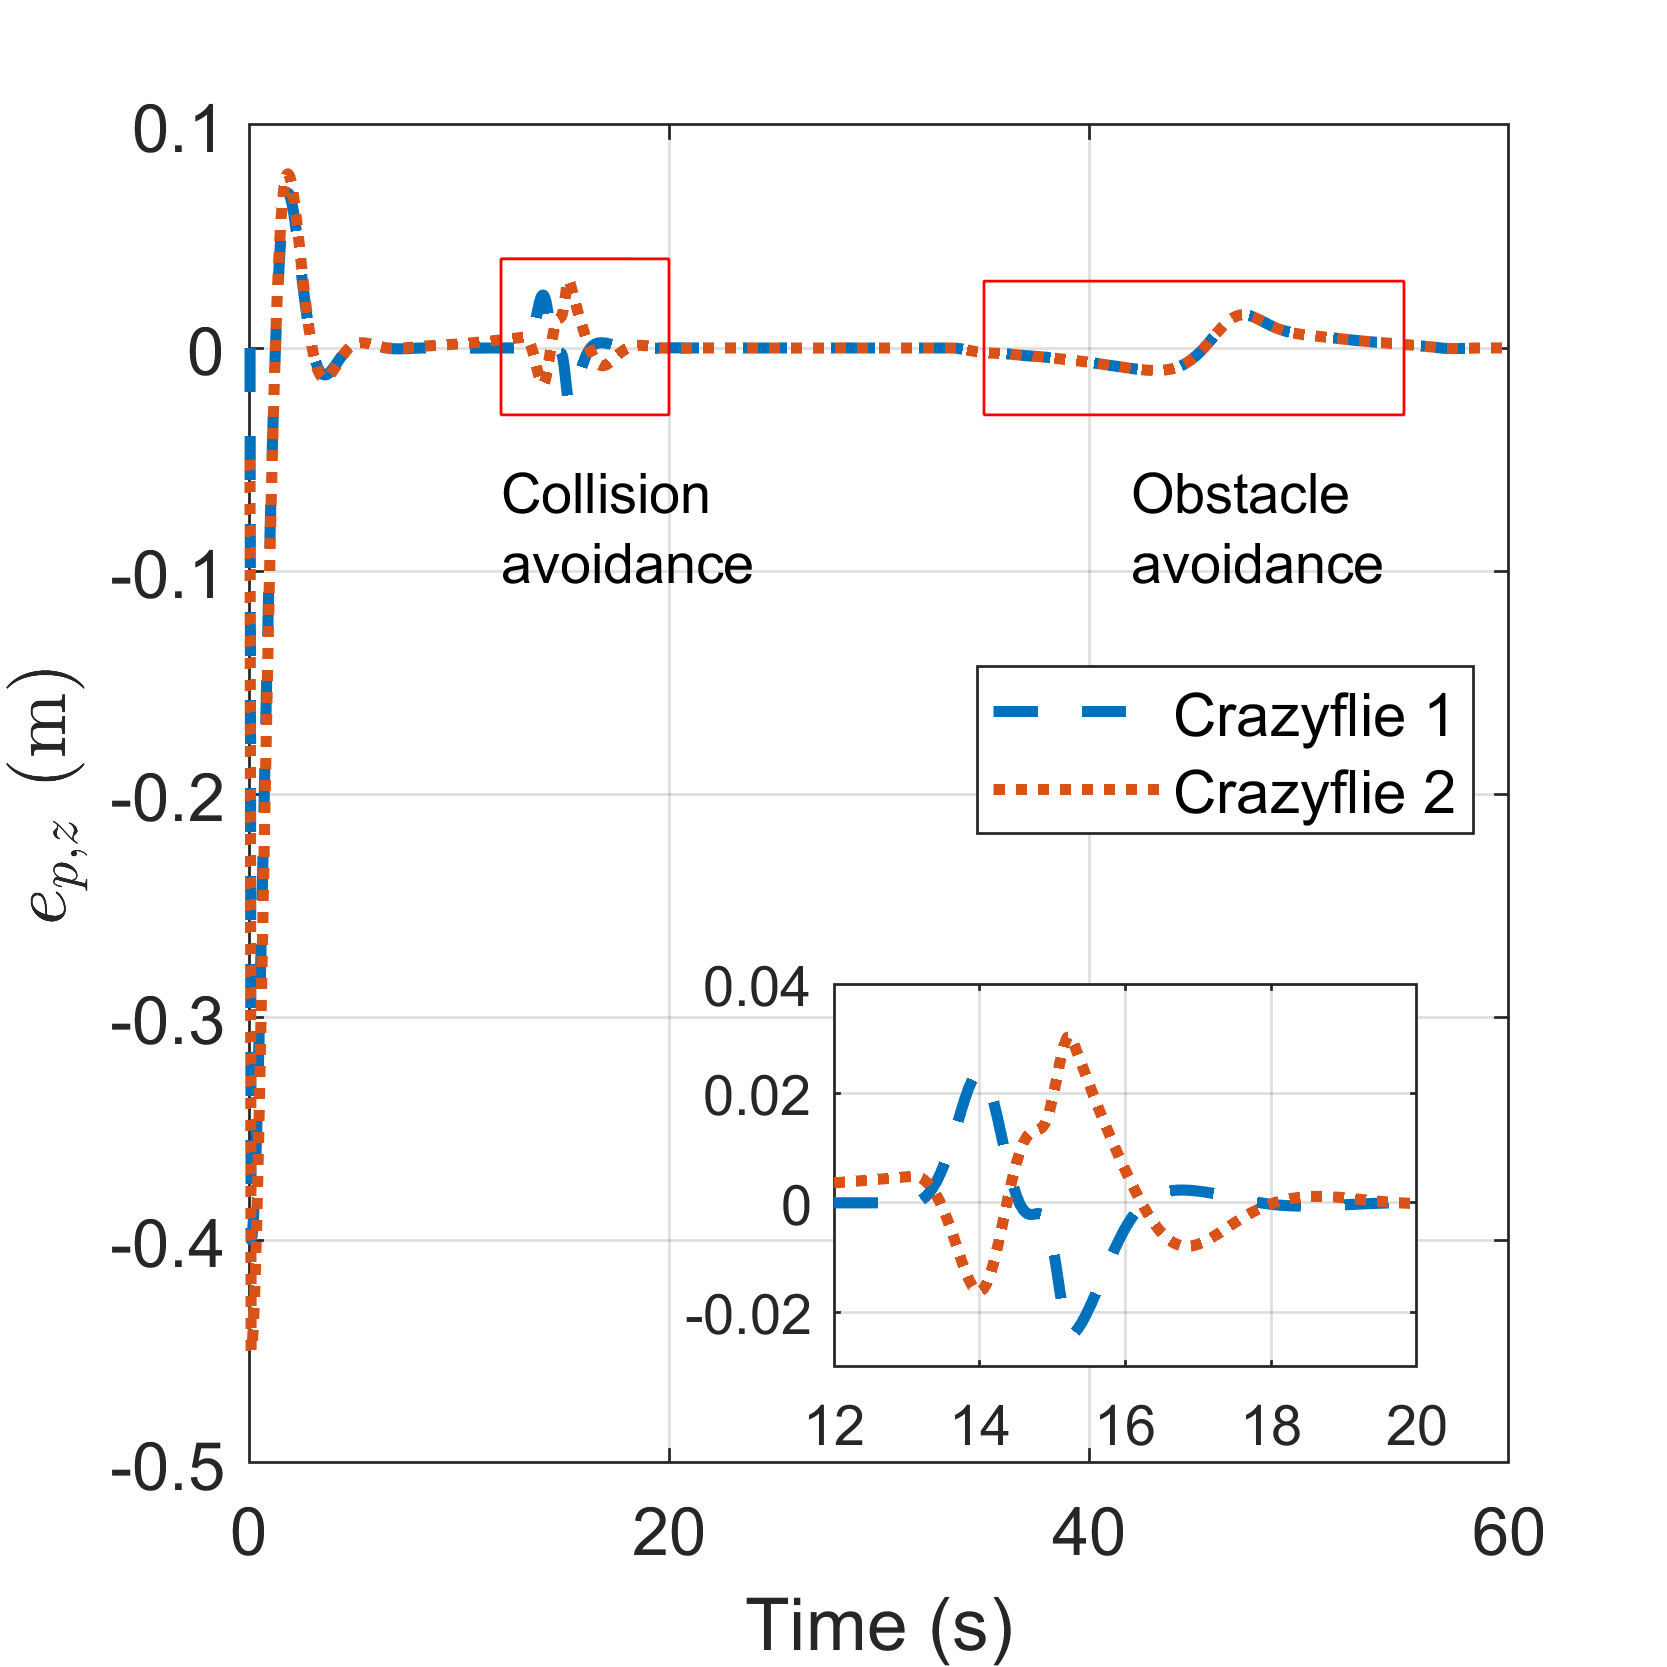 0.1
0
-0.1
-0.2
-0.3
-0.4
-0.5
e_{p,z} (m)
Collision
avoidance
Obstacle
avoidance
Crazyflie 1
Crazyflie 2
0.04
0.02
0
-0.02
12 14 16 18 20
0 20 40 60
Time (s)